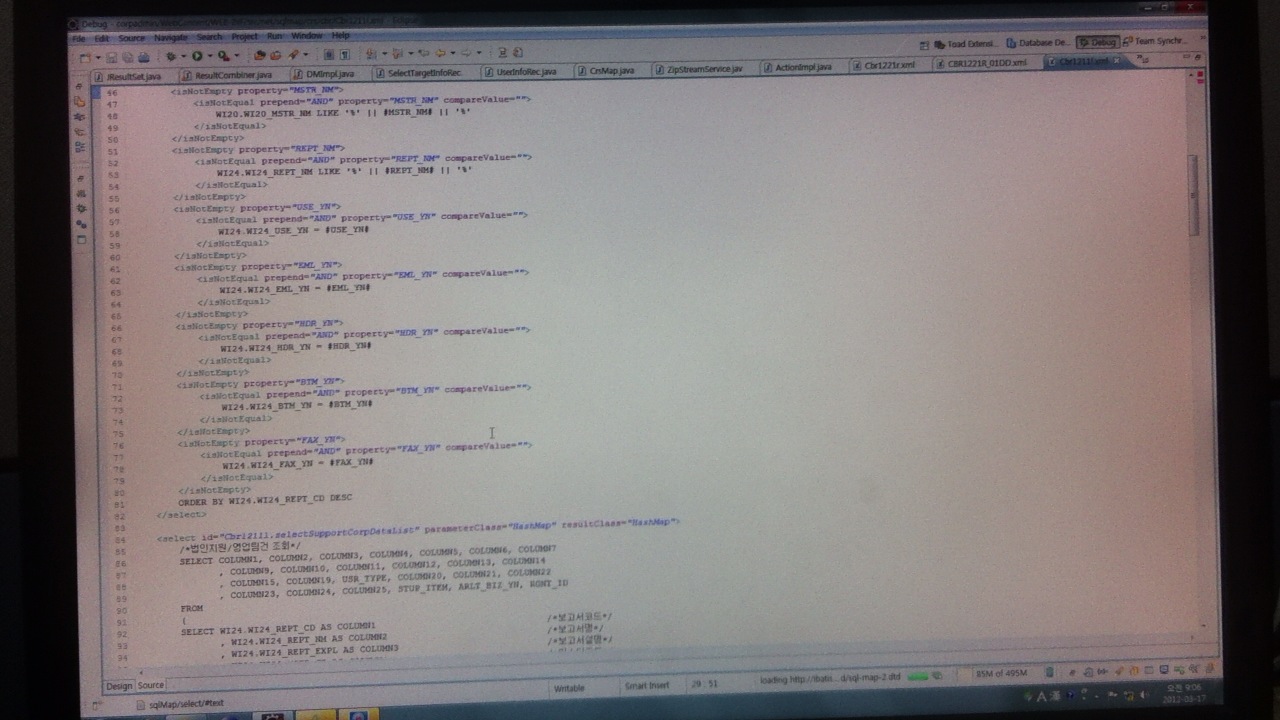 Debug -
File Edit Source Navigate Search Project Run Window Help
Toad Extensi... Database De... Debug Team Synchr...
JResultSet.java ResultCombiner.java DMImpl.java SelectTargetInfoRec. UserInfoRec.java CrsMap.java ZipStreamService.jav ActionImpl.java Cbr1221r.xml CBR1221R_01DD.xml
46 <isNotEmpty property="MSTR_NM">
47 <isNotEqual prepend="AND" property="MSTR_NM" compareValue="">
48 WI20.WI20_MSTR_NM LIKE '%' || #MSTR_NM# || '%'
49 </isNotEqual>
50 </isNotEmpty>
51 <isNotEmpty property="REPT_NM">
52 <isNotEqual prepend="AND" property="REPT_NM" compareValue="">
53 WI24.WI24_REPT_NM LIKE '%' || #REPT_NM# || '%'
54 </isNotEqual>
55 </isNotEmpty>
56 <isNotEmpty property="USE_YN">
57 <isNotEqual prepend="AND" property="USE_YN" compareValue="">
58 WI24.WI24_USE_YN = #USE_YN#
59 </isNotEqual>
60 </isNotEmpty>
61 <isNotEmpty property="EML_YN">
62 <isNotEqual prepend="AND" property="EML_YN" compareValue="">
63 WI24.WI24_EML_YN = #EML_YN#
64 </isNotEqual>
65 </isNotEmpty>
66 <isNotEmpty property="HDR_YN">
67 <isNotEqual prepend="AND" property="HDR_YN" compareValue="">
68 WI24.WI24_HDR_YN = #HDR_YN#
69 </isNotEqual>
70 </isNotEmpty>
71 <isNotEmpty property="BTM_YN">
72 <isNotEqual prepend="AND" property="BTM_YN" compareValue="">
73 WI24.WI24_BTM_YN = #BTM_YN#
74 </isNotEqual>
75 </isNotEmpty>
76 <isNotEmpty property="FAX_YN">
77 <isNotEqual prepend="AND" property="FAX_YN" compareValue="">
78 WI24.WI24_FAX_YN = #FAX_YN#
79 </isNotEqual>
80 </isNotEmpty>
81 ORDER BY WI24.WI24_REPT_CD DESC
82 </select>
83
84 <select id="Cbr1211l.selectSupportCorpDataList" parameterClass="HashMap" resultClass="HashMap">
85 /*법인지원/영업팀건 조회*/
86 SELECT COLUMN1, COLUMN2, COLUMN3, COLUMN4, COLUMN5, COLUMN6, COLUMN7
87 , COLUMN9, COLUMN10, COLUMN11, COLUMN12, COLUMN13, COLUMN14
88 , COLUMN15, COLUMN19, USR_TYPE, COLUMN20, COLUMN21, COLUMN22
89 , COLUMN23, COLUMN24, COLUMN25, STUP_ITEM, ARLT_BIZ_YN, BONT_ID
90 FROM
91 (
92 SELECT WI24.WI24_REPT_CD AS COLUMN1 /*보고서코드*/
93 , WI24.WI24_REPT_NM AS COLUMN2 /*보고서명*/
94 , WI24.WI24_REPT_EXPL AS COLUMN3 /*보고서설명*/
Design Source
Writable Smart Insert 29 : 51 loading http://ibatis...d/sql-map-2.dtd 85M of 495M
sqlMap/select/#text
A 漢
오전 9:06
2012-03-17